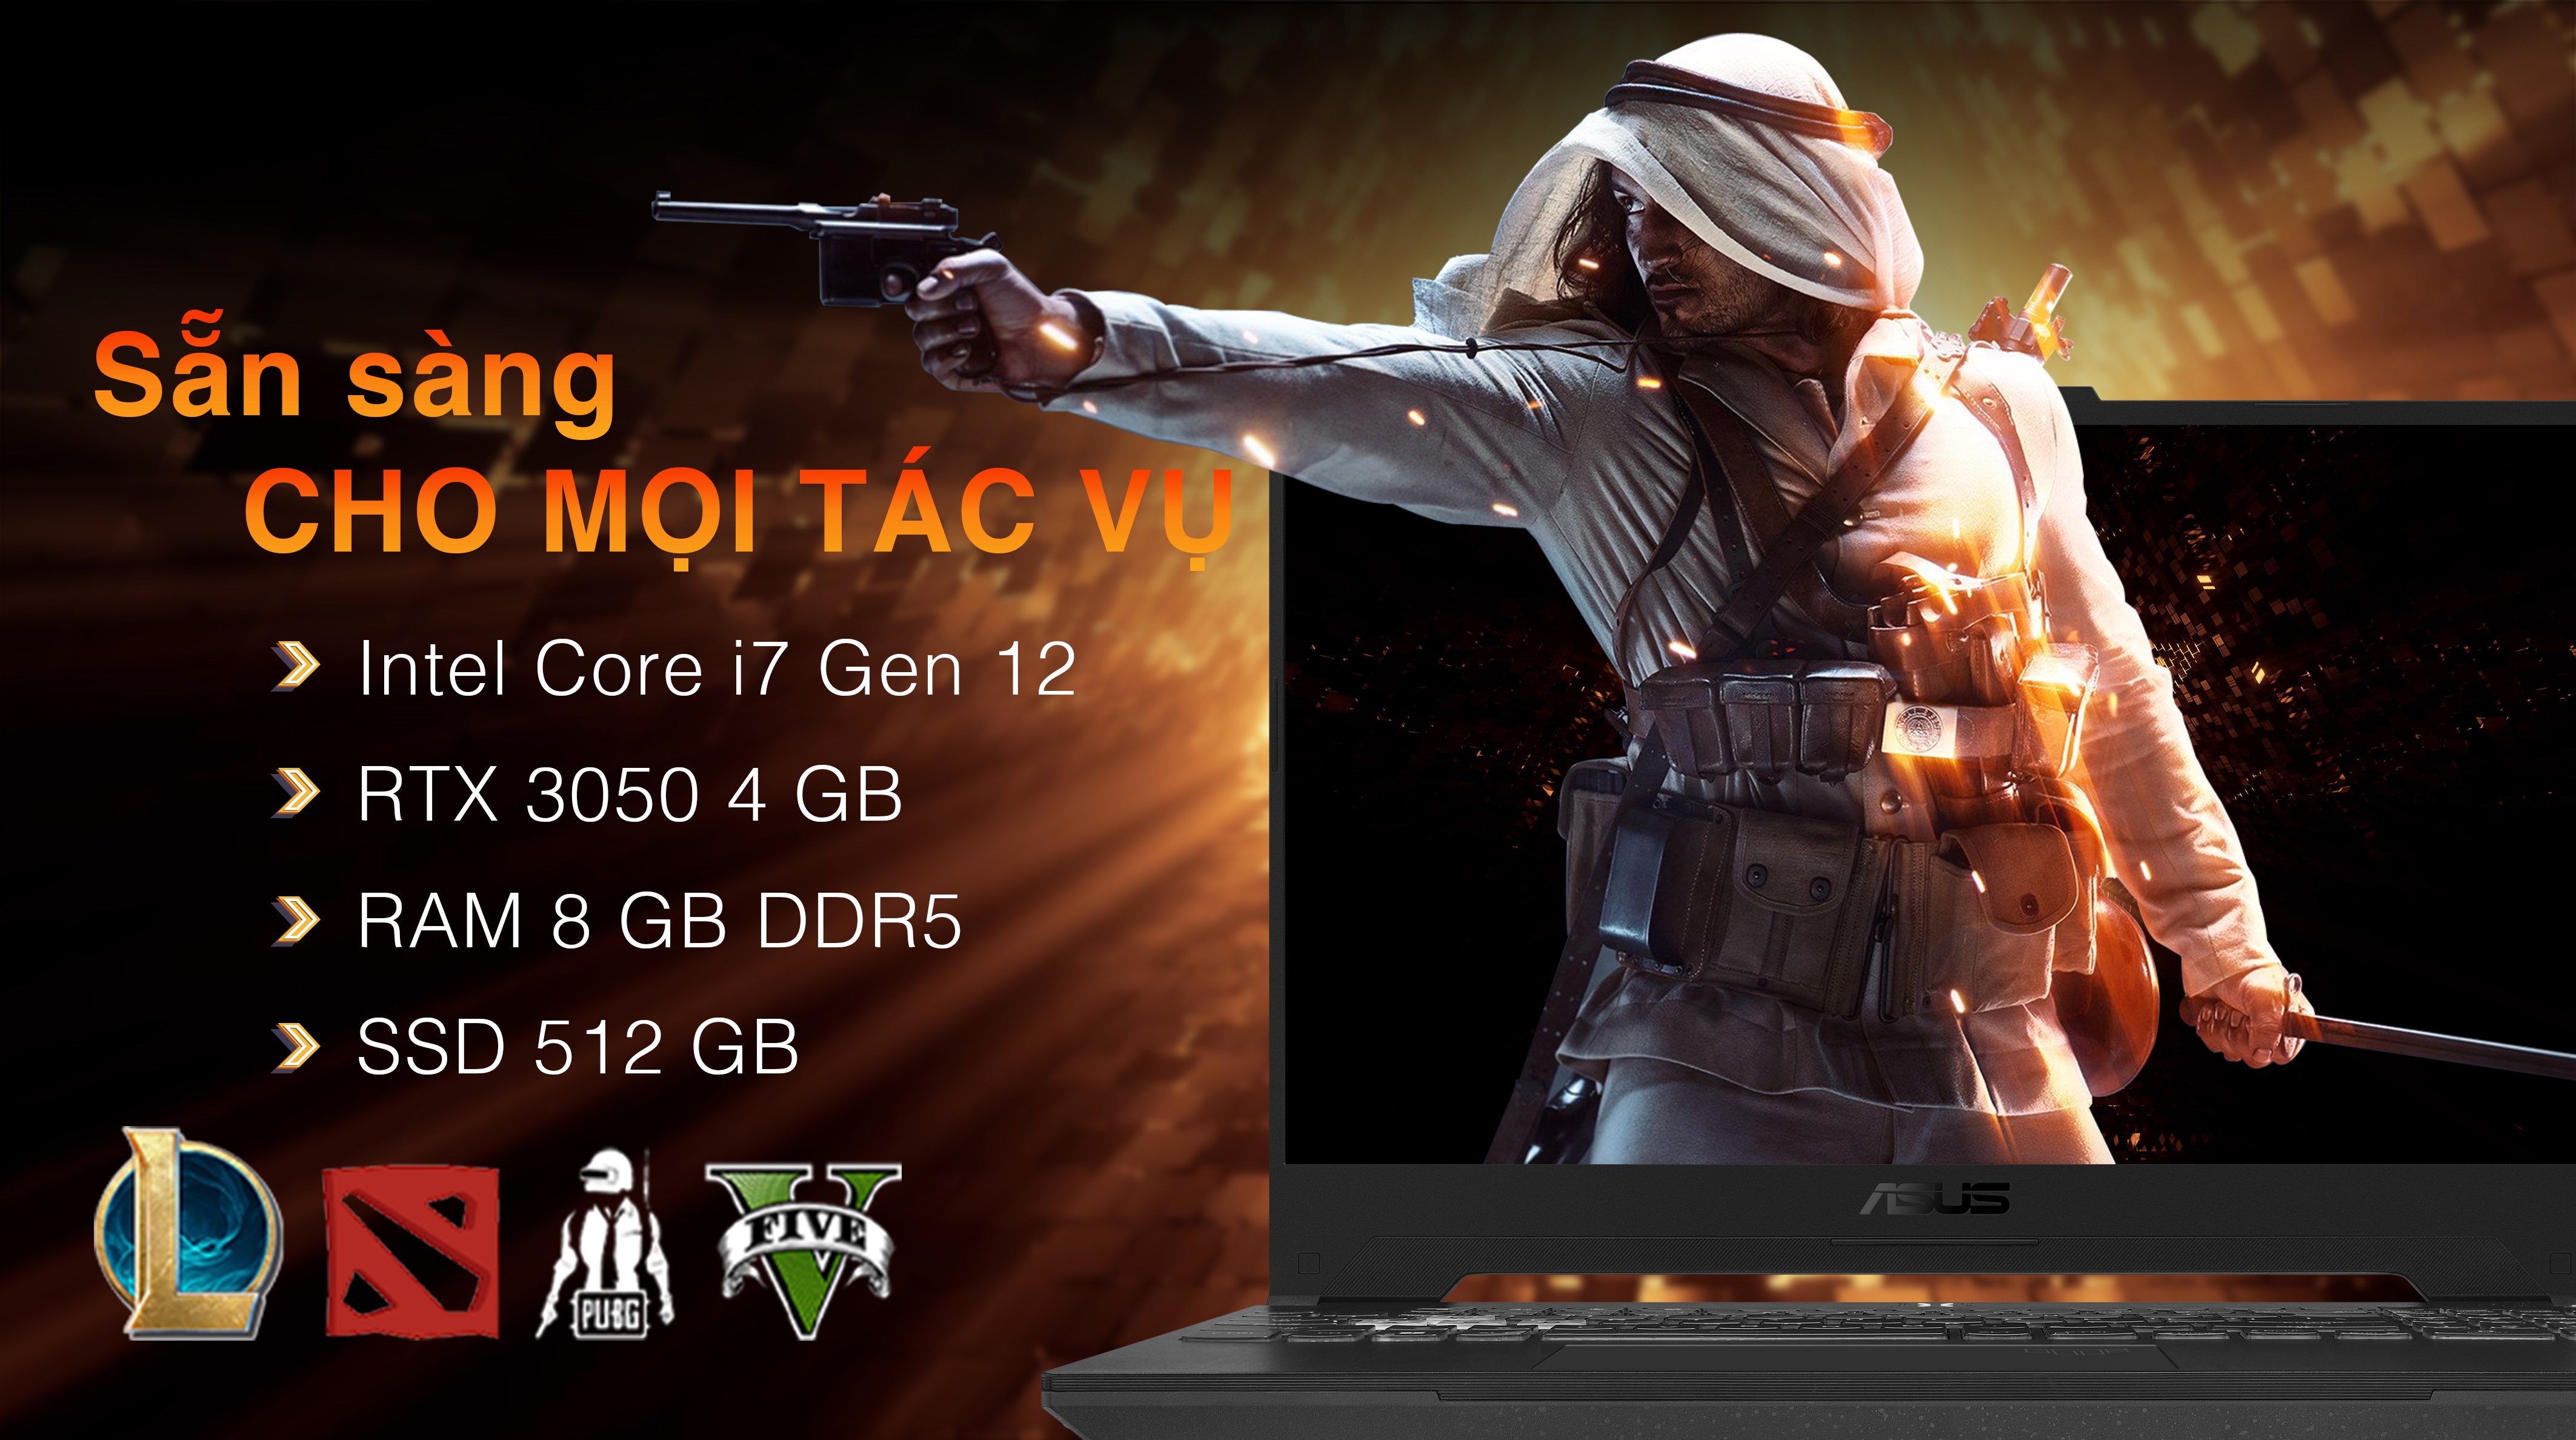 Sẵn sàng
CHO MỌI TÁC VỤ
Intel Core i7 Gen 12
RTX 3050 4 GB
RAM 8 GB DDR5
SSD 512 GB
PUBG
V
FIVE
ASUS